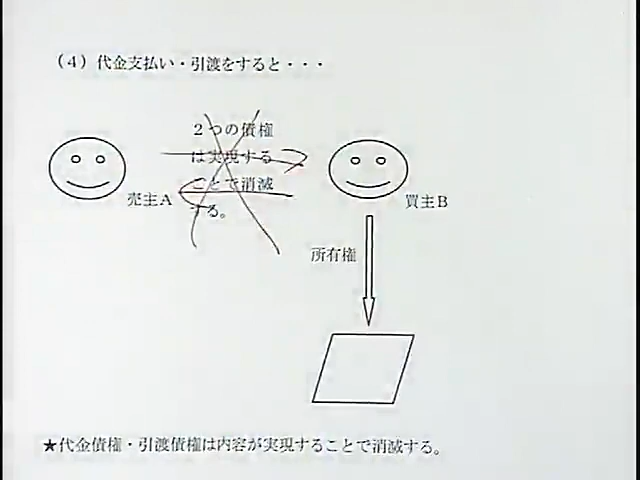 (4)代金支払い・引渡をすると・・・
2つの債権
は実現する
ことで消滅
する。
売主A
買主B
所有権
★代金債権・引渡債権は内容が実現することで消滅する。